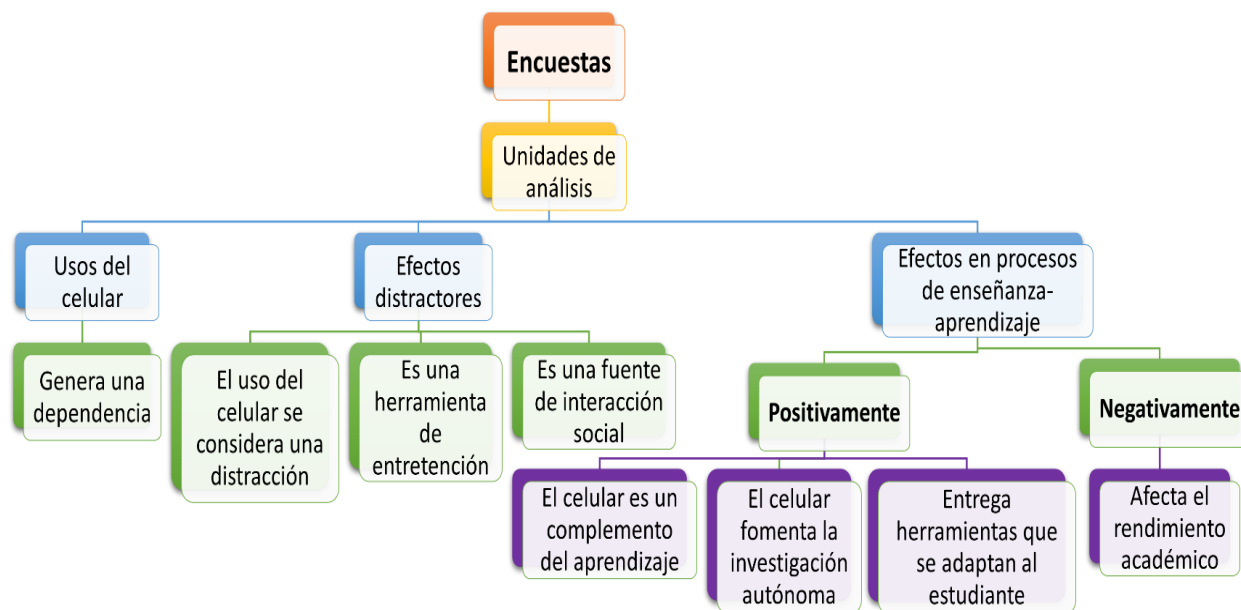 Encuestas
Unidades de
análisis
Usos del
celular
Efectos
distractores
Efectos en procesos
de enseñanza-
aprendizaje
Genera una
dependencia
El uso del
celular se
considera una
distracción
Es una
herramienta
de
entretención
Es una fuente
de interacción
social
Positivamente
Negativamente
El celular es un
complemento
del aprendizaje
El celular
fomenta la
investigación
autónoma
Entrega
herramientas que
se adaptan al
estudiante
Afecta el
rendimiento
académico